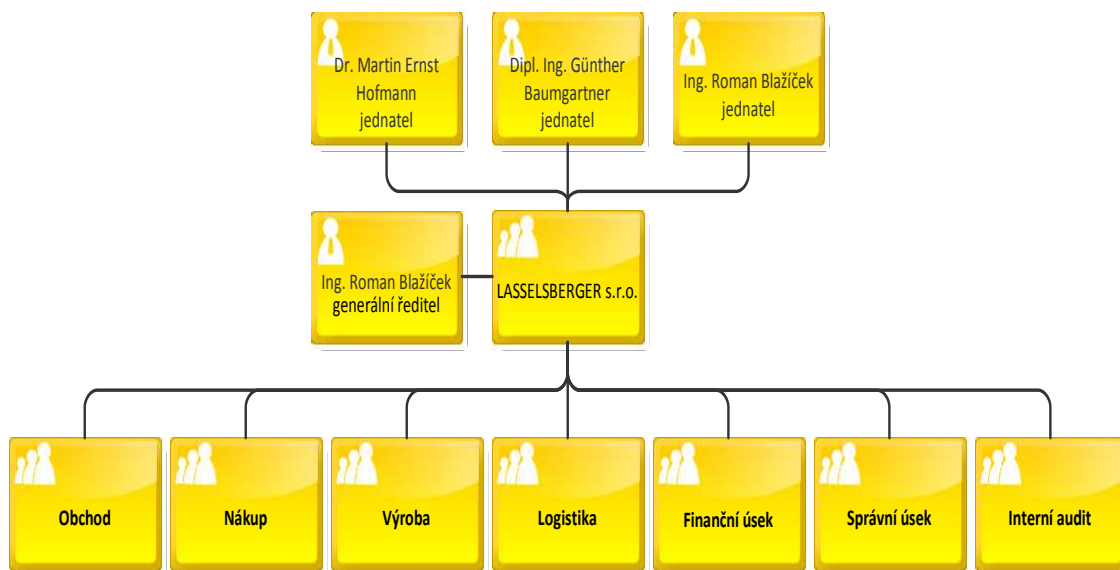 Dr. Martin Ernst
Hofmann
jednatel
Dipl. Ing. Günther
Baumgartner
jednatel
Ing. Roman Blažíček
jednatel
Ing. Roman Blažíček
generální ředitel
LASSELSBERGER s.r.o.
Obchod
Nákup
Výroba
Logistika
Finanční úsek
Správní úsek
Interní audit